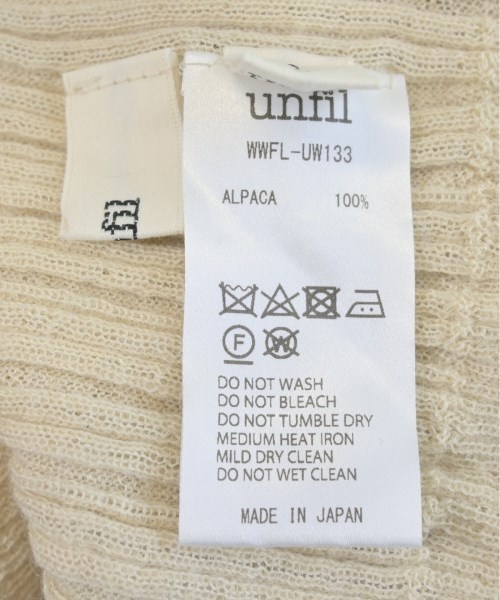 unfil
WWFL-UW133
ALPACA 100%
F
W
DO NOT WASH
DO NOT BLEACH
DO NOT TUMBLE DRY
MEDIUM HEAT IRON
MILD DRY CLEAN
DO NOT WET CLEAN
MADE IN JAPAN